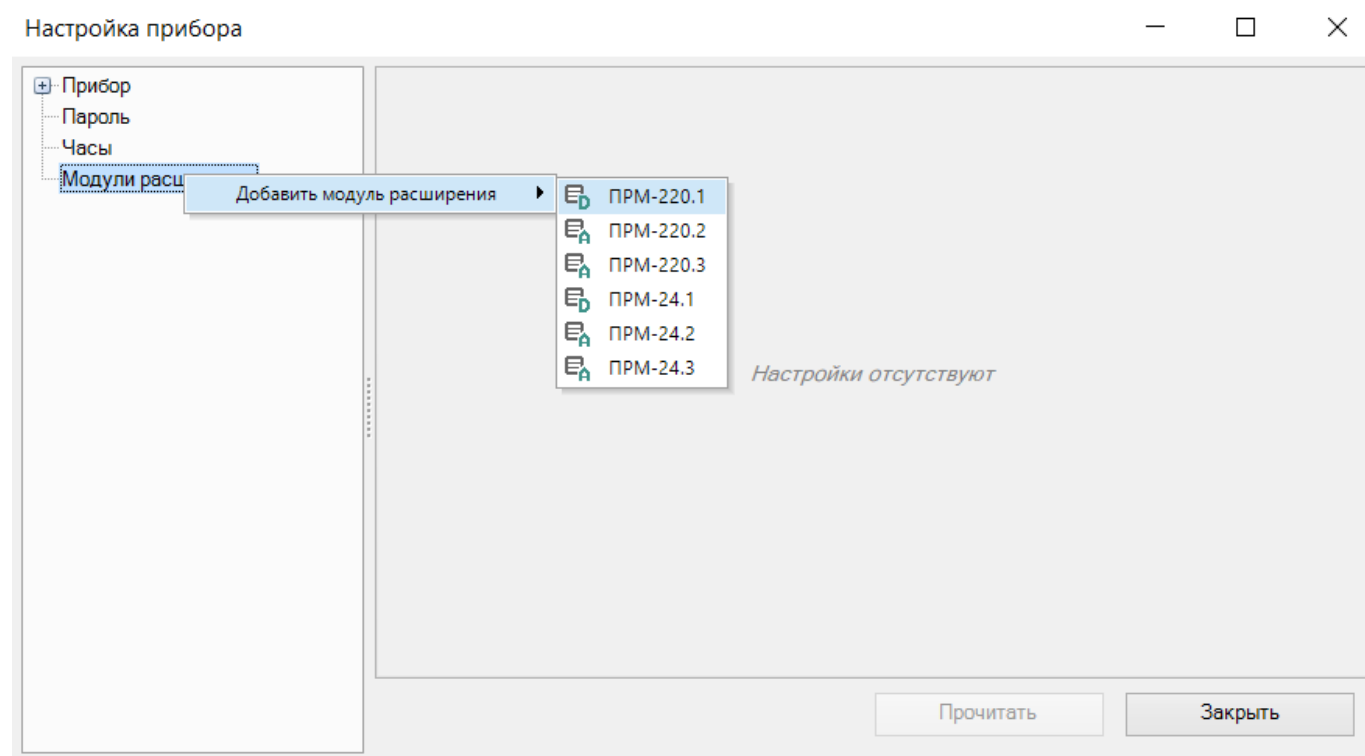 Настройка прибора
Прибор
Пароль
Часы
Модули расш
Добавить модуль расширения
ПРМ-220.1
ПРМ-220.2
ПРМ-220.3
ПРМ-24.1
ПРМ-24.2
ПРМ-24.3
Настройки отсутствуют
Прочитать
Закрыть